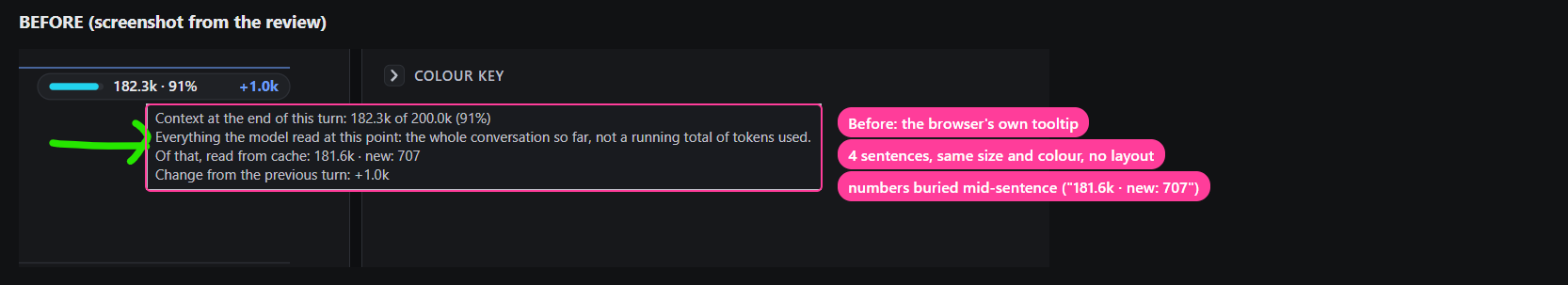 BEFORE (screenshot from the review)
182.3k · 91% +1.0k
COLOUR KEY
Context at the end of this turn: 182.3k of 200.0k (91%)
Everything the model read at this point: the whole conversation so far, not a running total of tokens used.
Of that, read from cache: 181.6k · new: 707
Change from the previous turn: +1.0k
Before: the browser's own tooltip
4 sentences, same size and colour, no layout
numbers buried mid-sentence ("181.6k · new: 707")